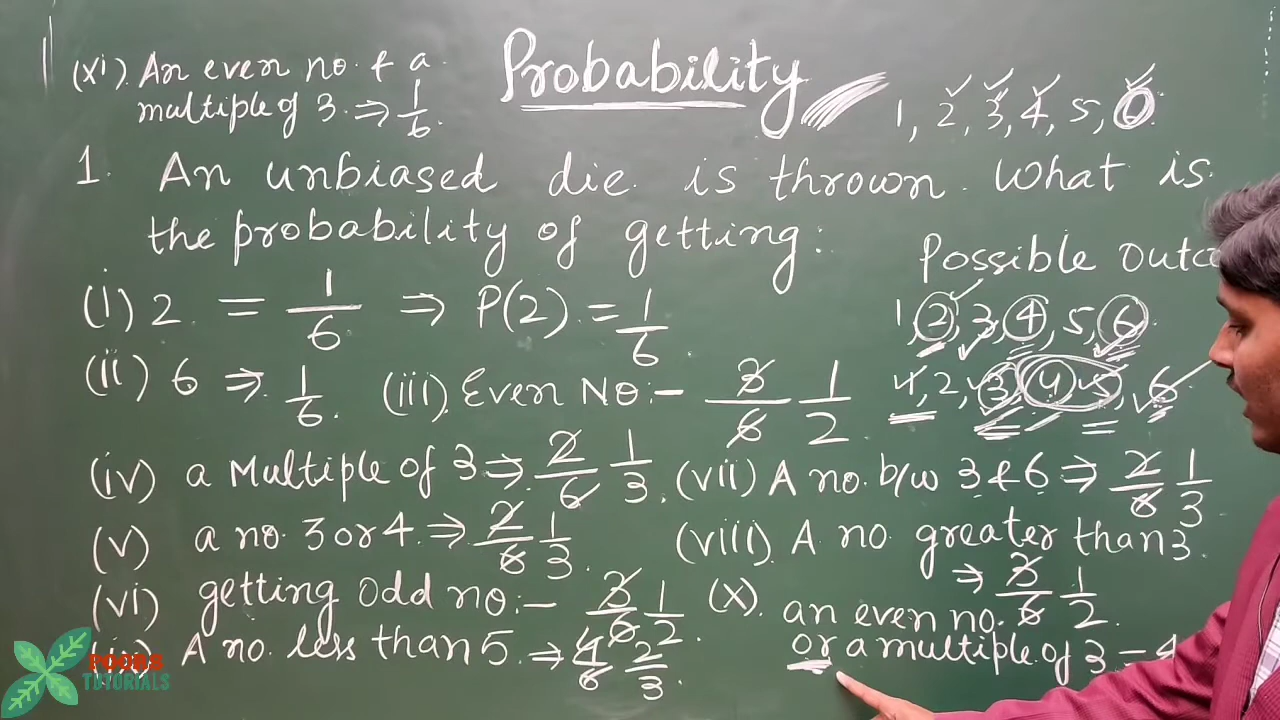 (xi). An even no. & a
multiple of 3. ⇒ 1/6.
Probability
1, 2, 3, 4, 5, 6.
1. An unbiased die is thrown. What is
the probability of getting:
Possible outc
(i) 2 = 1/6 ⇒ P(2) = 1/6
1, 2, 3, 4, 5, 6.
(ii) 6 ⇒ 1/6. (iii) Even No:- 3/6 1/2
1, 2, 3, 4, 5, 6
(iv) a Multiple of 3 ⇒ 2/6 1/3. (vii) A no. b/w 3 & 6 ⇒ 2/6 1/3
(v) a no. 3 or 4. ⇒ 2/6 1/3. (viii) A no greater than 3.
⇒ 3/6 1/2
(vi) getting odd no:- 3/6 1/2. (x). an even no.
A no. less than 5. ⇒ 4/6 2/3. or a multiple of 3 - 4
POOBS
TUTORIALS